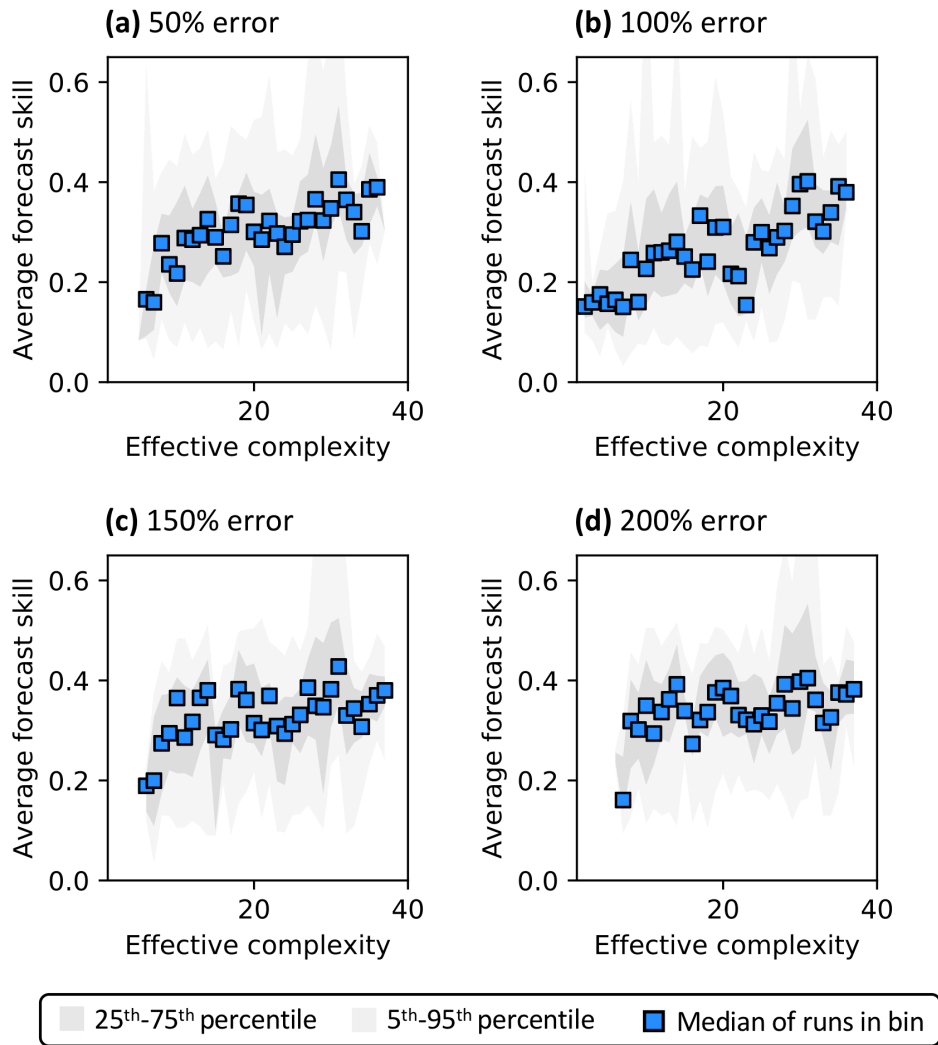 (a) 50% error
Average forecast skill
0.6
0.4
0.2
0.0
20
40
Effective complexity
(b) 100% error
Average forecast skill
0.6
0.4
0.2
0.0
20
40
Effective complexity
(c) 150% error
Average forecast skill
0.6
0.4
0.2
0.0
20
40
Effective complexity
(d) 200% error
Average forecast skill
0.6
0.4
0.2
0.0
20
40
Effective complexity
25th-75th percentile 5th-95th percentile Median of runs in bin